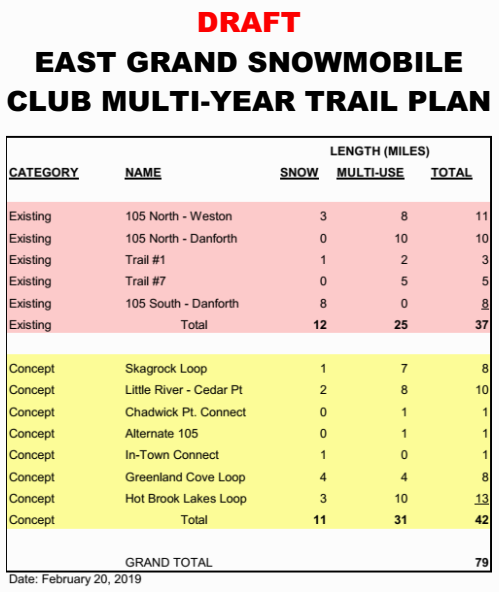 DRAFT
EAST GRAND SNOWMOBILE
CLUB MULTI-YEAR TRAIL PLAN
LENGTH (MILES)
CATEGORY NAME SNOW MULTI-USE TOTAL
Existing 105 North - Weston 3 8 11
Existing 105 North - Danforth 0 10 10
Existing Trail #1 1 2 3
Existing Trail #7 0 5 5
Existing 105 South - Danforth 8 0 8
Existing Total 12 25 37
Concept Skagrock Loop 1 7 8
Concept Little River - Cedar Pt 2 8 10
Concept Chadwick Pt. Connect 0 1 1
Concept Alternate 105 0 1 1
Concept In-Town Connect 1 0 1
Concept Greenland Cove Loop 4 4 8
Concept Hot Brook Lakes Loop 3 10 13
Concept Total 11 31 42
GRAND TOTAL 79
Date: February 20, 2019